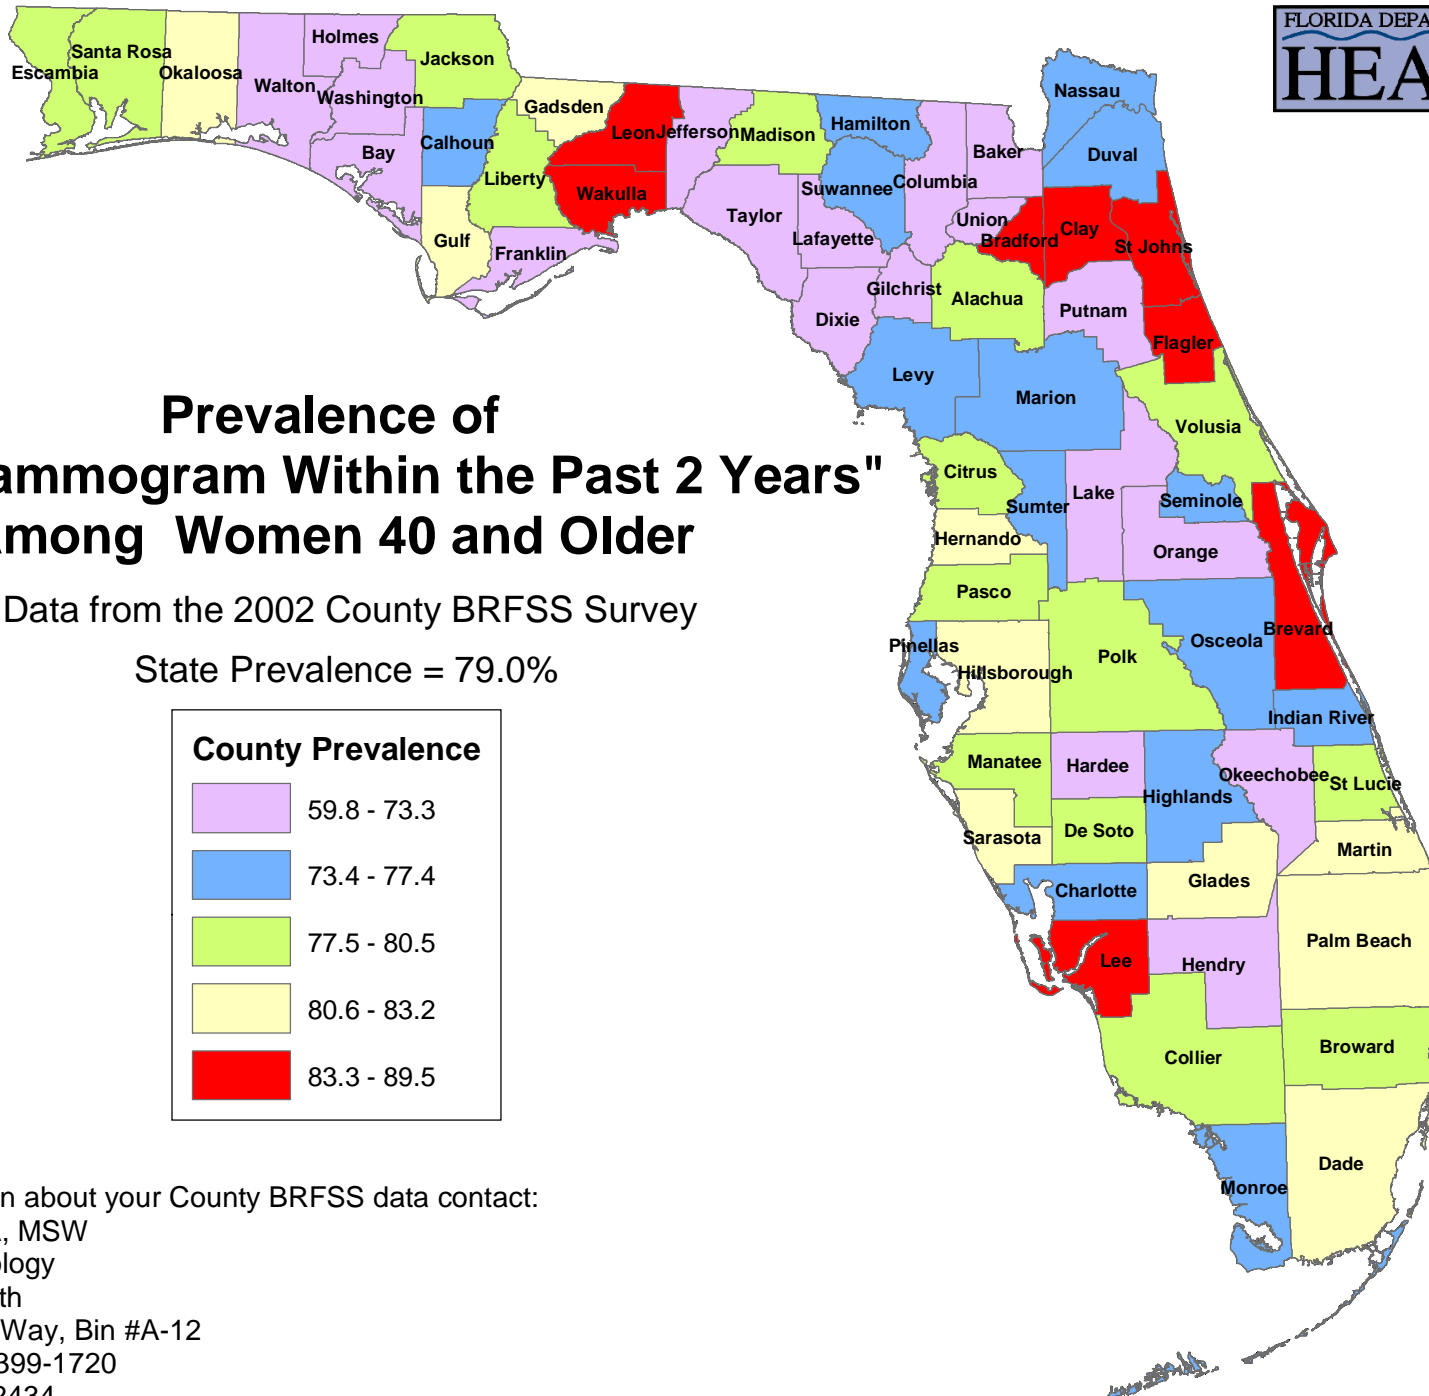 FLORIDA DEPA
HEA
Holmes
Jackson
Santa Rosa
Escambia
Okaloosa
Walton
Washington
Gadsden
Leon
Jefferson
Madison
Hamilton
Nassau
Calhoun
Bay
Liberty
Wakulla
Suwannee
Columbia
Baker
Duval
Gulf
Franklin
Taylor
Lafayette
Union
Bradford
Clay
St Johns
Gilchrist
Alachua
Dixie
Putnam
Flagler
Levy
Marion
Volusia
Prevalence of
ammogram Within the Past 2 Years"
Among Women 40 and Older
Data from the 2002 County BRFSS Survey
State Prevalence = 79.0%
Citrus
Sumter
Lake
Seminole
Hernando
Orange
Pasco
Pinellas
Hillsborough
Polk
Osceola
Brevard
Indian River
Manatee
Hardee
Highlands
Okeechobee
St Lucie
Sarasota
De Soto
Martin
Charlotte
Glades
Lee
Hendry
Palm Beach
Collier
Broward
Dade
Monroe
County Prevalence
59.8 - 73.3
73.4 - 77.4
77.5 - 80.5
80.6 - 83.2
83.3 - 89.5
n about your County BRFSS data contact:
, MSW
ology
th
Way, Bin #A-12
399-1720
2434